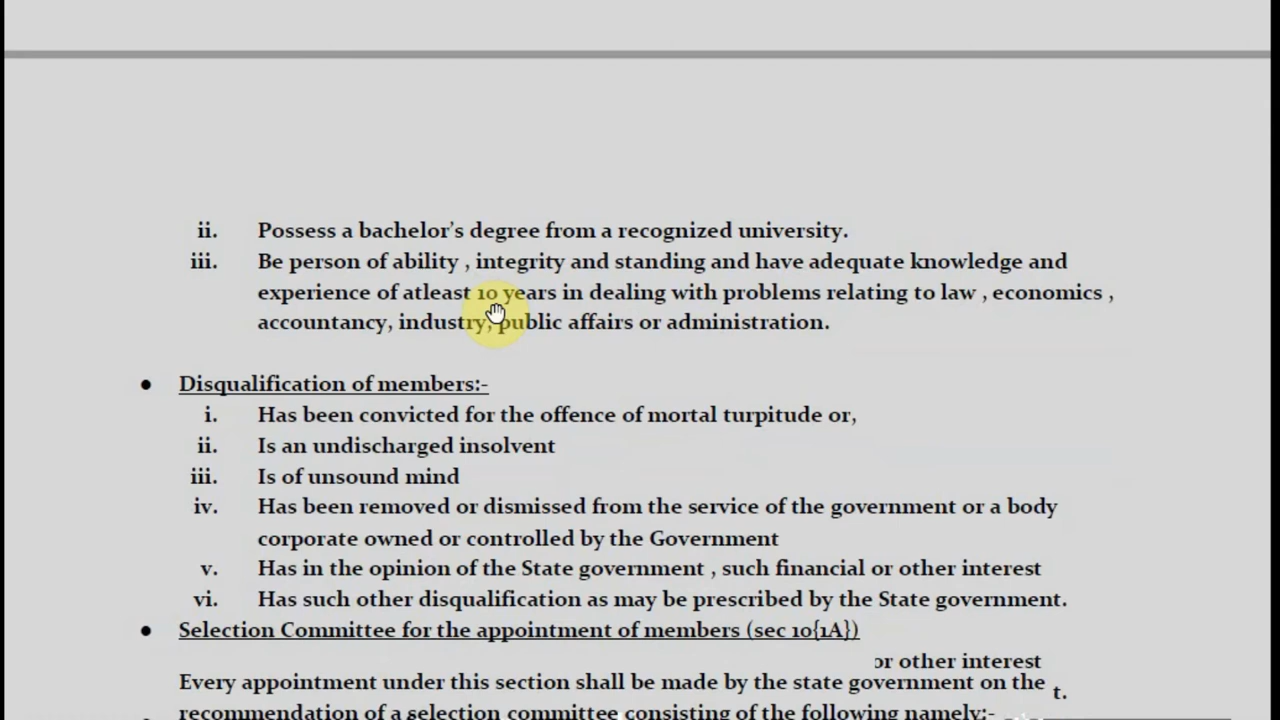 ii. Possess a bachelor's degree from a recognized university.
iii. Be person of ability , integrity and standing and have adequate knowledge and
experience of atleast 10 years in dealing with problems relating to law , economics ,
accountancy, industry, public affairs or administration.
● Disqualification of members:-
i. Has been convicted for the offence of mortal turpitude or,
ii. Is an undischarged insolvent
iii. Is of unsound mind
iv. Has been removed or dismissed from the service of the government or a body
corporate owned or controlled by the Government
v. Has in the opinion of the State government , such financial or other interest
vi. Has such other disqualification as may be prescribed by the State government.
● Selection Committee for the appointment of members (sec 10{1A})
or other interest
Every appointment under this section shall be made by the state government on the
t.
recommendation of a selection committee consisting of the following namely:-